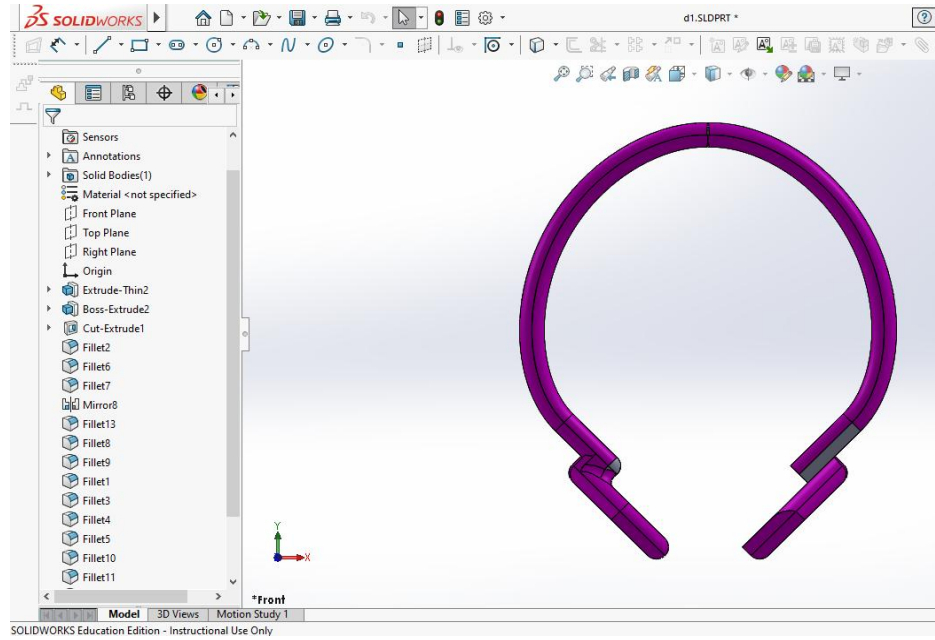 SOLIDWORKS
d1.SLDPRT *
Sensors
Annotations
Solid Bodies(1)
Material <not specified>
Front Plane
Top Plane
Right Plane
Origin
Extrude-Thin2
Boss-Extrude2
Cut-Extrude1
Fillet2
Fillet6
Fillet7
Mirror8
Fillet13
Fillet8
Fillet9
Fillet1
Fillet3
Fillet4
Fillet5
Fillet10
Fillet11
Y
X
*Front
Model 3D Views Motion Study 1
SOLIDWORKS Education Edition - Instructional Use Only